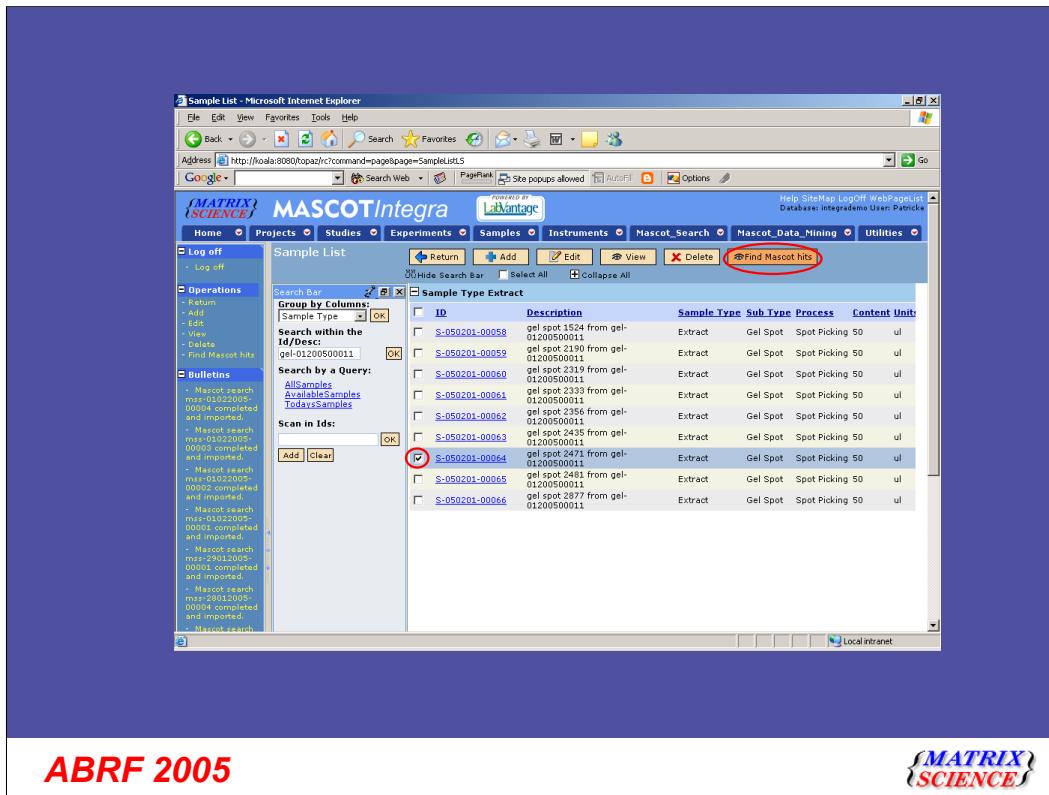 Sample List - Microsoft Internet Explorer
File Edit View Favorites Tools Help
Back Search Favorites
Address http://koala:8080/topaz/rc?command=page&page=SampleListLS Go
Google Search Web PageRank Site popups allowed AutoFill Options
{MATRIX SCIENCE} MASCOTIntegra POWERED BY LabVantage
Help SiteMap LogOff WebPageList
Database: integrademo User: Patricke
Home Projects Studies Experiments Samples Instruments Mascot_Search Mascot_Data_Mining Utilities
Log off
- Log off
Operations
- Return
- Add
- Edit
- View
- Delete
- Find Mascot hits
Bulletins
- Mascot search mss-01022005-00004 completed and imported.
- Mascot search mss-01022005-00003 completed and imported.
- Mascot search mss-01022005-00002 completed and imported.
- Mascot search mss-01022005-00001 completed and imported.
- Mascot search mss-29012005-00001 completed and imported.
- Mascot search mss-28012005-00004 completed and imported.
- Mascot search
Sample List
Return Add Edit View Delete Find Mascot hits
Hide Search Bar Select All Collapse All
Search Bar
Group by Columns:
Sample Type OK
Search within the Id/Desc:
gel-01200500011 OK
Search by a Query:
AllSamples
AvailableSamples
TodaysSamples
Scan in Ids:
OK
Add Clear
Sample Type Extract
ID Description Sample Type Sub Type Process Content Units
S-050201-00058 gel spot 1524 from gel-01200500011 Extract Gel Spot Spot Picking 50 ul
S-050201-00059 gel spot 2190 from gel-01200500011 Extract Gel Spot Spot Picking 50 ul
S-050201-00060 gel spot 2319 from gel-01200500011 Extract Gel Spot Spot Picking 50 ul
S-050201-00061 gel spot 2333 from gel-01200500011 Extract Gel Spot Spot Picking 50 ul
S-050201-00062 gel spot 2356 from gel-01200500011 Extract Gel Spot Spot Picking 50 ul
S-050201-00063 gel spot 2435 from gel-01200500011 Extract Gel Spot Spot Picking 50 ul
S-050201-00064 gel spot 2471 from gel-01200500011 Extract Gel Spot Spot Picking 50 ul
S-050201-00065 gel spot 2481 from gel-01200500011 Extract Gel Spot Spot Picking 50 ul
S-050201-00066 gel spot 2877 from gel-01200500011 Extract Gel Spot Spot Picking 50 ul
Local intranet
ABRF 2005
{MATRIX SCIENCE}